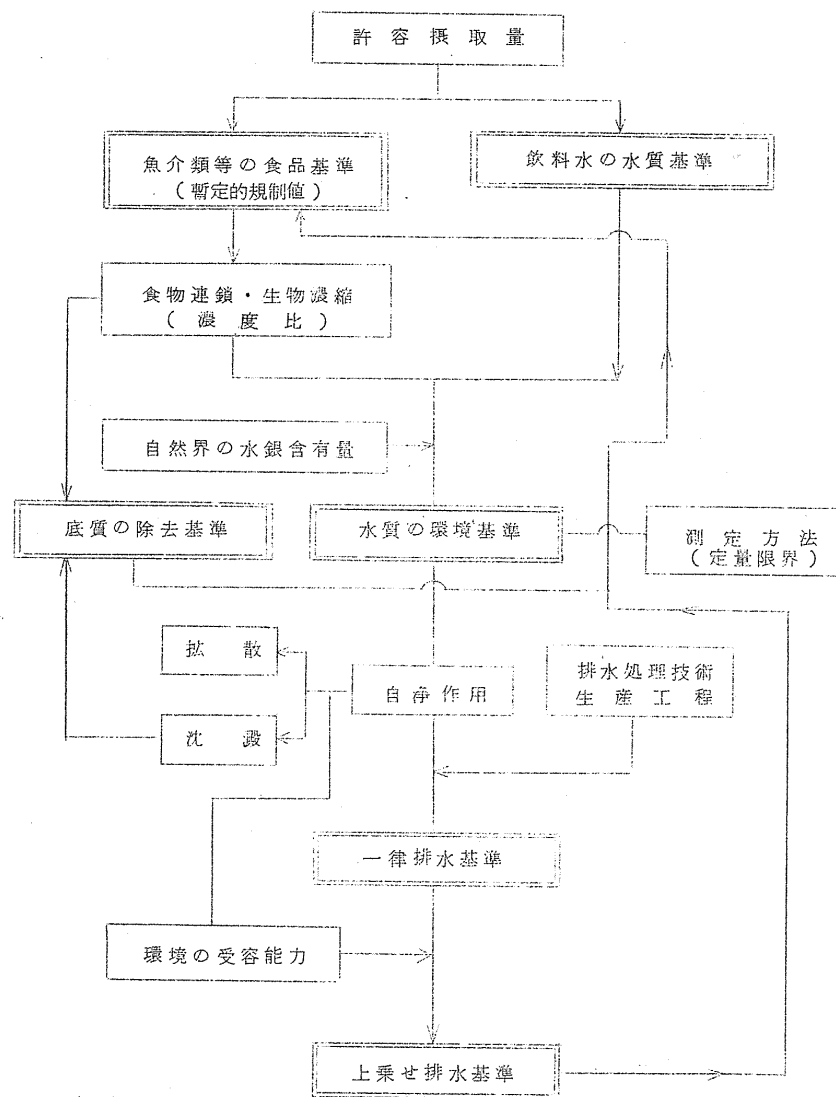 許容摂取量
魚介類等の食品基準
（暫定的規制値）
飲料水の水質基準
食物連鎖・生物濃縮
（濃度比）
自然界の水銀含有量
底質の除去基準
水質の環境基準
測定方法
（定量限界）
拡散
自浄作用
排水処理技術
生産工程
沈澱
一律排水基準
環境の受容能力
上乗せ排水基準